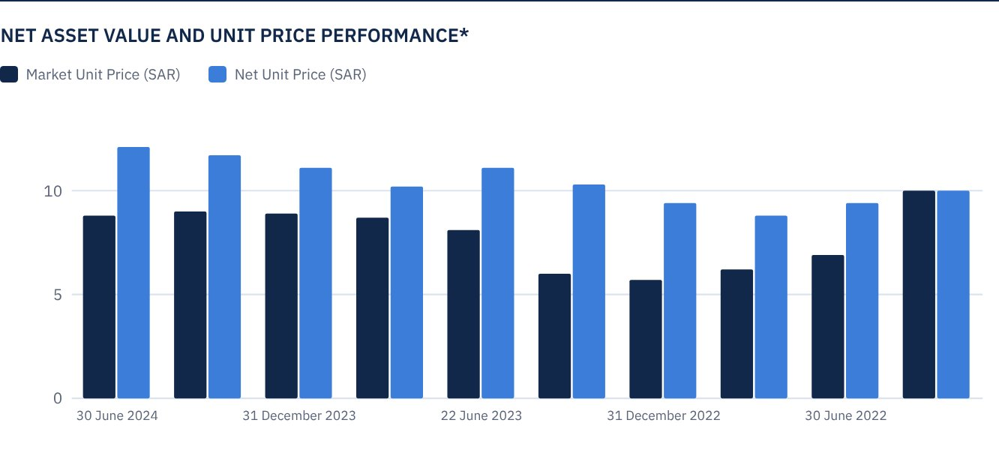 NET ASSET VALUE AND UNIT PRICE PERFORMANCE*
Market Unit Price (SAR) Net Unit Price (SAR)
10
5
0
30 June 2024 31 December 2023 22 June 2023 31 December 2022 30 June 2022